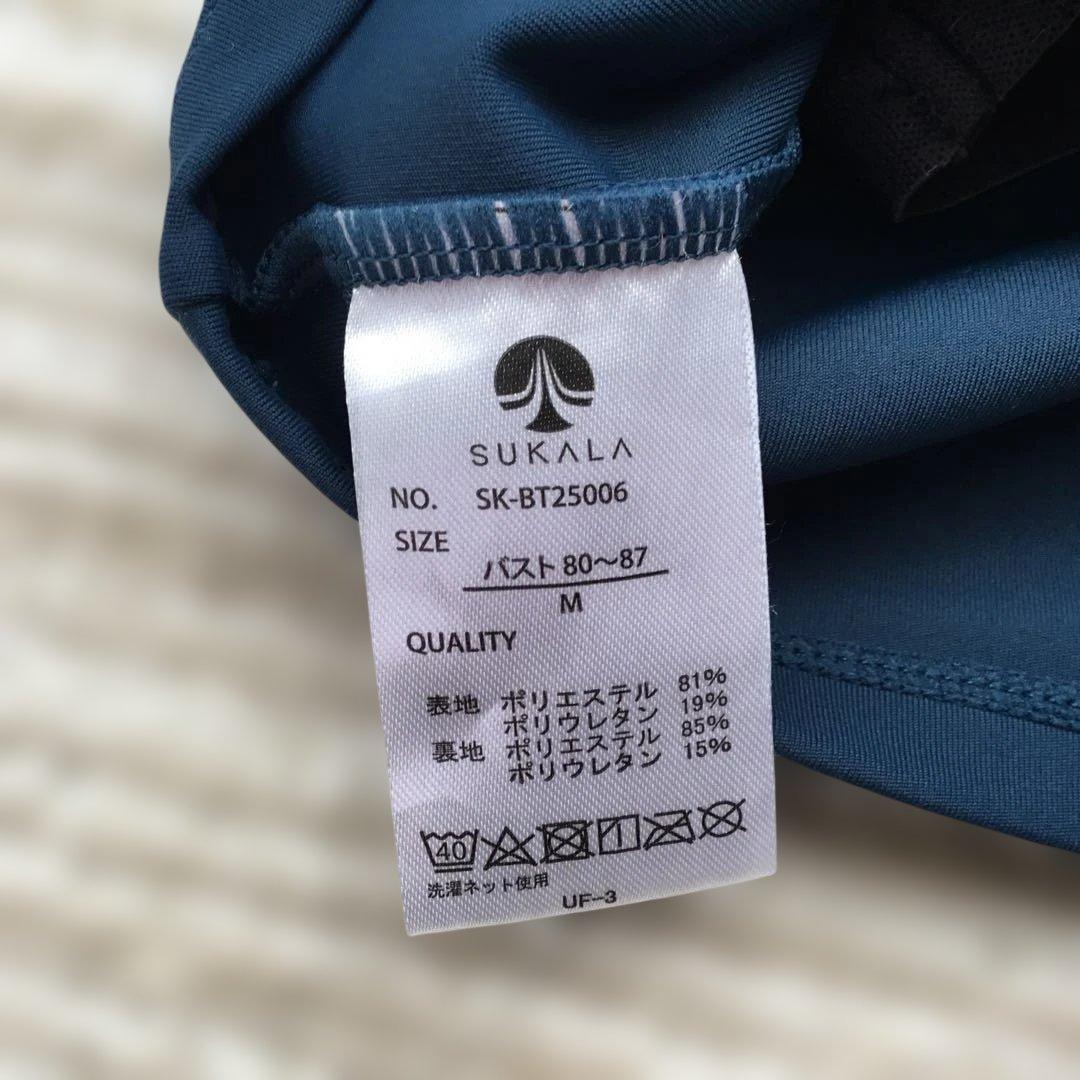 SUKALA
NO. SK-BT25006
SIZE
バスト 80〜87
M
QUALITY
表地 ポリエステル 81%
ポリウレタン 19%
裏地 ポリエステル 85%
ポリウレタン 15%
40
洗濯ネット使用
UF-3